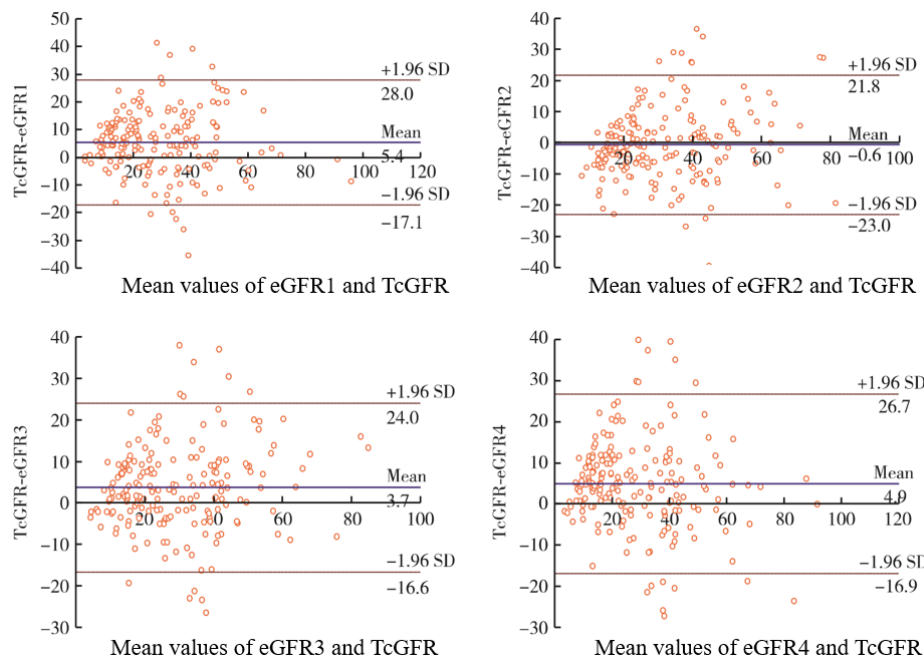 50
40
30
20
10
0
−10
−20
−30
−40
TcGFR-eGFR1
20 40 60 80 100 120
+1.96 SD
28.0
Mean
5.4
−1.96 SD
−17.1
Mean values of eGFR1 and TcGFR
40
30
20
10
0
−10
−20
−30
−40
TcGFR-eGFR2
20 40 60 80 100
+1.96 SD
21.8
Mean
−0.6
−1.96 SD
−23.0
Mean values of eGFR2 and TcGFR
40
30
20
10
0
−10
−20
−30
TcGFR-eGFR3
20 40 60 80 100
+1.96 SD
24.0
Mean
3.7
−1.96 SD
−16.6
Mean values of eGFR3 and TcGFR
40
30
20
10
0
−10
−20
−30
TcGFR-eGFR4
20 40 60 80 100 120
+1.96 SD
26.7
Mean
4.9
−1.96 SD
−16.9
Mean values of eGFR4 and TcGFR